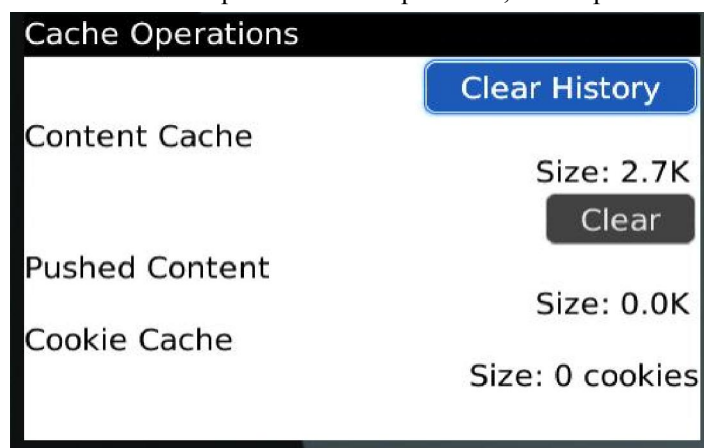 Cache Operations
Clear History
Content Cache
Size: 2.7K
Clear
Pushed Content
Size: 0.0K
Cookie Cache
Size: 0 cookies